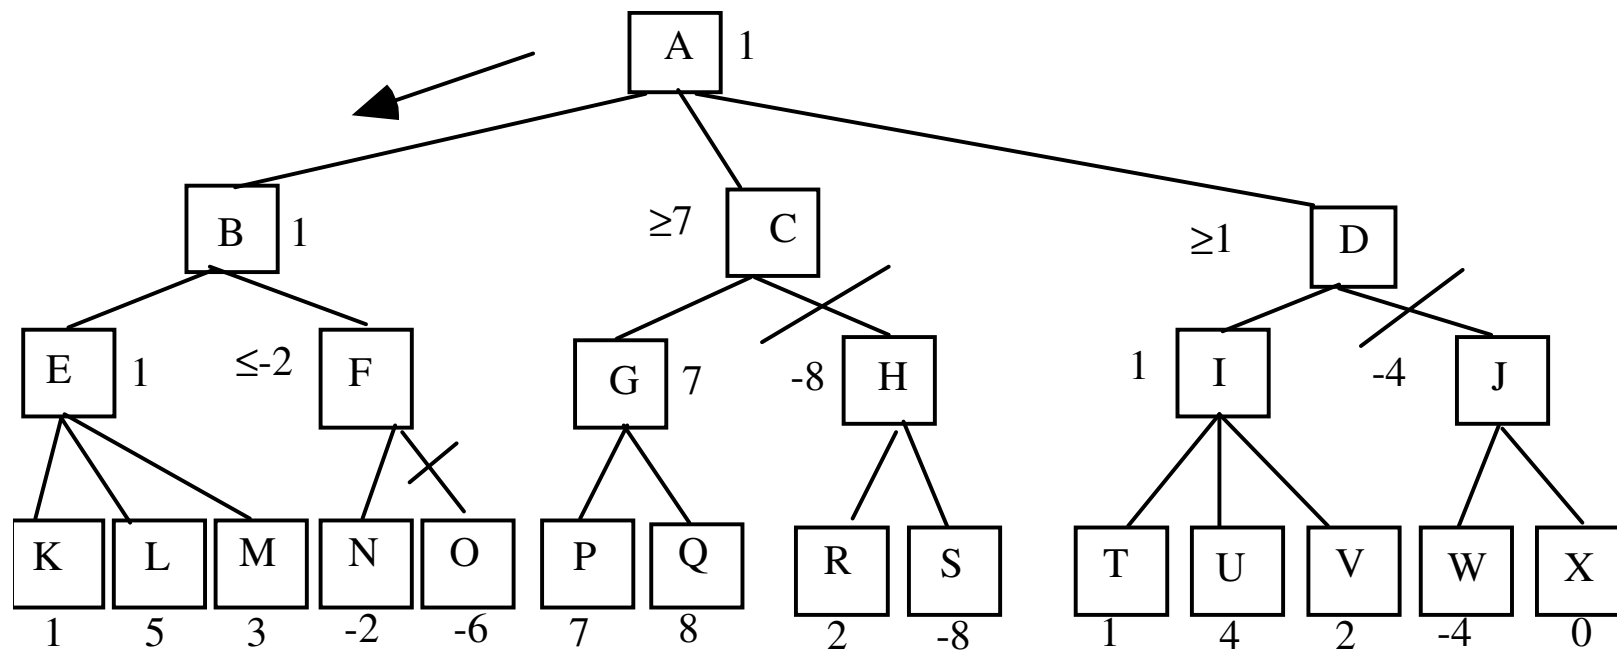 A 1
B 1 ≥7 C ≥1 D
E 1 ≤-2 F G 7 -8 H 1 I -4 J
K L M N O P Q R S T U V W X
1 5 3 -2 -6 7 8 2 -8 1 4 2 -4 0